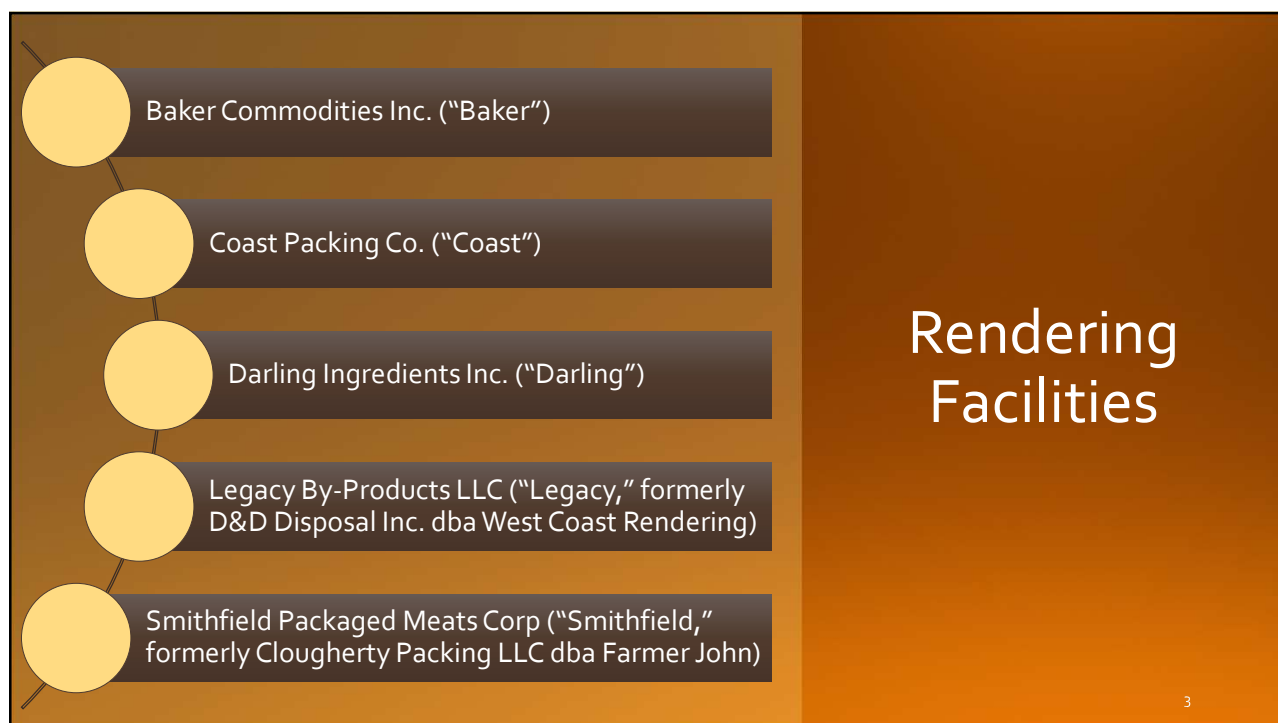 Baker Commodities Inc. (“Baker”)
Coast Packing Co. (“Coast”)
Darling Ingredients Inc. (“Darling”)
Legacy By-Products LLC (“Legacy,” formerly
D&D Disposal Inc. dba West Coast Rendering)
Smithfield Packaged Meats Corp (“Smithfield,”
formerly Clougherty Packing LLC dba Farmer John)
Rendering
Facilities
3